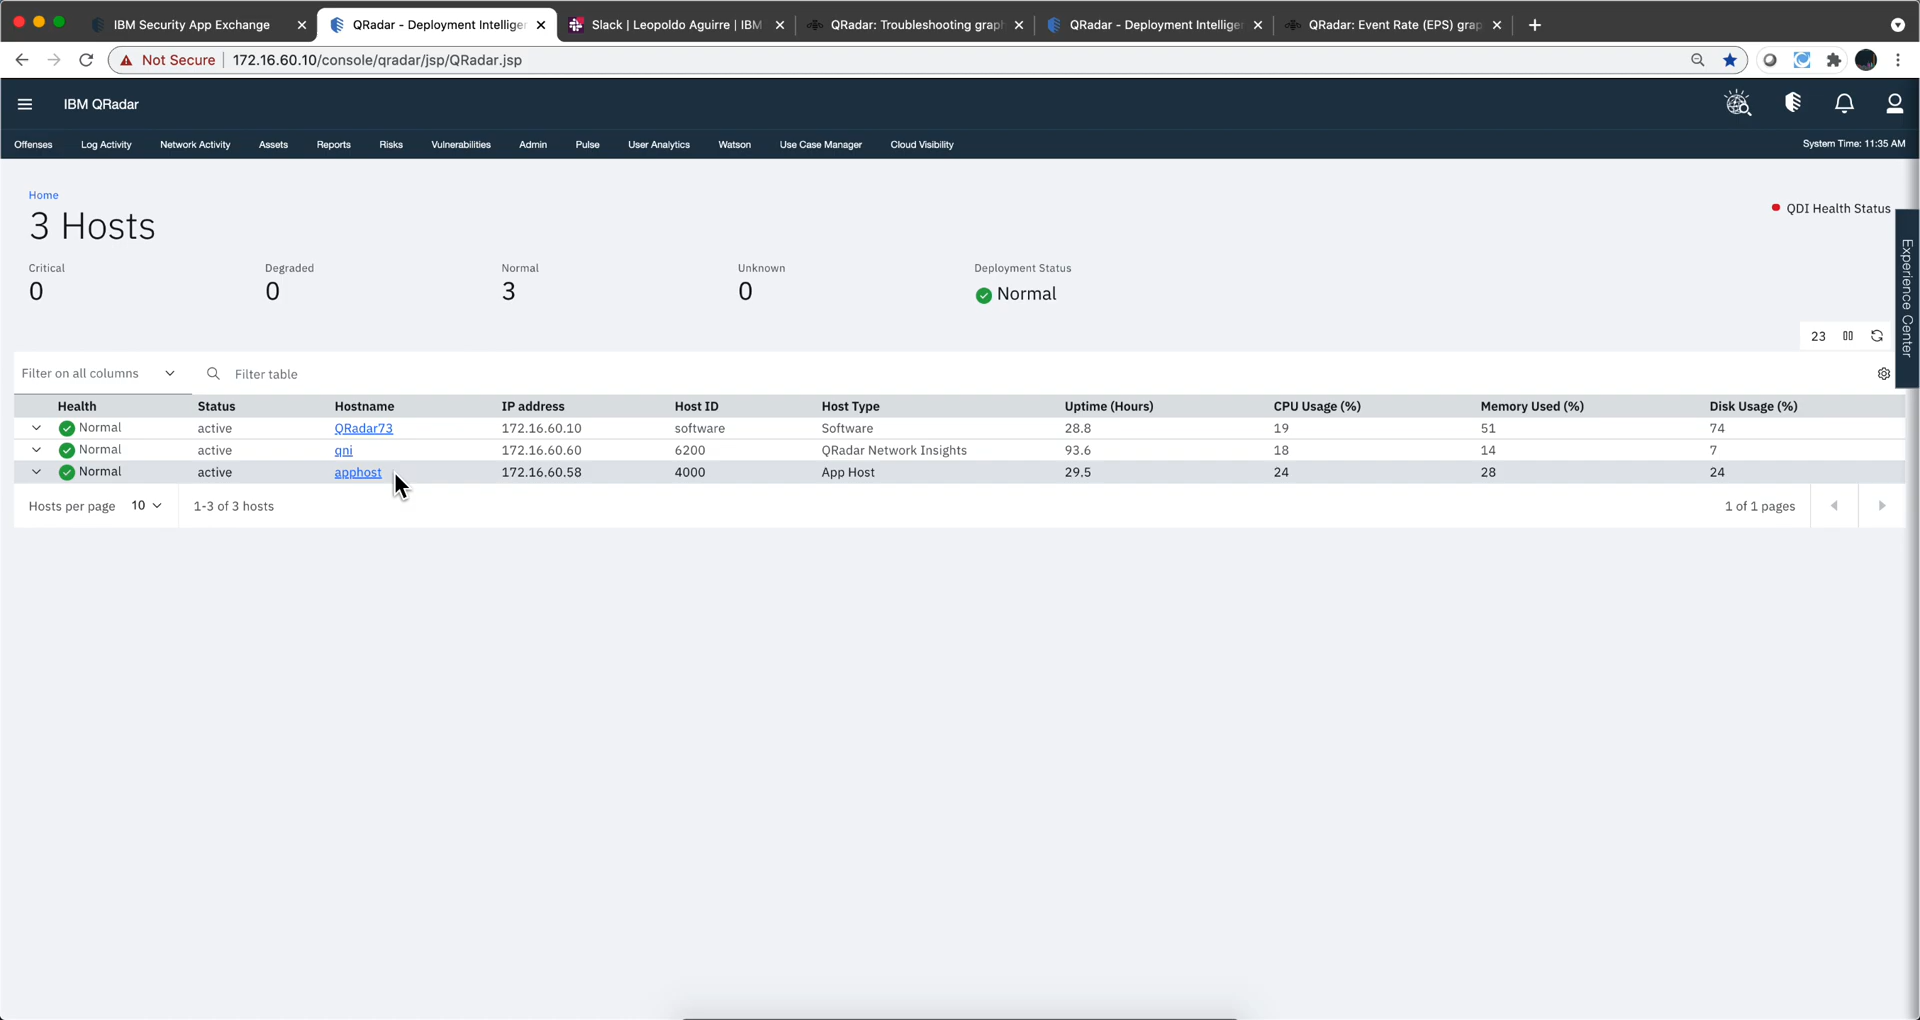 IBM Security App Exchange
QRadar - Deployment Intelliger
Slack | Leopoldo Aguirre | IBM
QRadar: Troubleshooting graph
QRadar - Deployment Intelliger
QRadar: Event Rate (EPS) grap
Not Secure | 172.16.60.10/console/qradar/jsp/QRadar.jsp
IBM QRadar
Offenses Log Activity Network Activity Assets Reports Risks Vulnerabilities Admin Pulse User Analytics Watson Use Case Manager Cloud Visibility System Time: 11:35 AM
Home
3 Hosts
QDI Health Status
Experience Center
Critical Degraded Normal Unknown Deployment Status
0 0 3 0 Normal
23
Filter on all columns Filter table
Health Status Hostname IP address Host ID Host Type Uptime (Hours) CPU Usage (%) Memory Used (%) Disk Usage (%)
Normal active QRadar73 172.16.60.10 software Software 28.8 19 51 74
Normal active qni 172.16.60.60 6200 QRadar Network Insights 93.6 18 14 7
Normal active apphost 172.16.60.58 4000 App Host 29.5 24 28 24
Hosts per page 10 1-3 of 3 hosts 1 of 1 pages